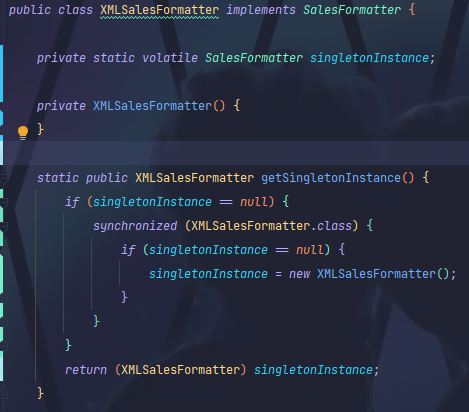 public class XMLSalesFormatter implements SalesFormatter {
private static volatile SalesFormatter singletonInstance;
private XMLSalesFormatter() {
}
static public XMLSalesFormatter getSingletonInstance() {
if (singletonInstance == null) {
synchronized (XMLSalesFormatter.class) {
if (singletonInstance == null) {
singletonInstance = new XMLSalesFormatter();
}
}
}
return (XMLSalesFormatter) singletonInstance;
}